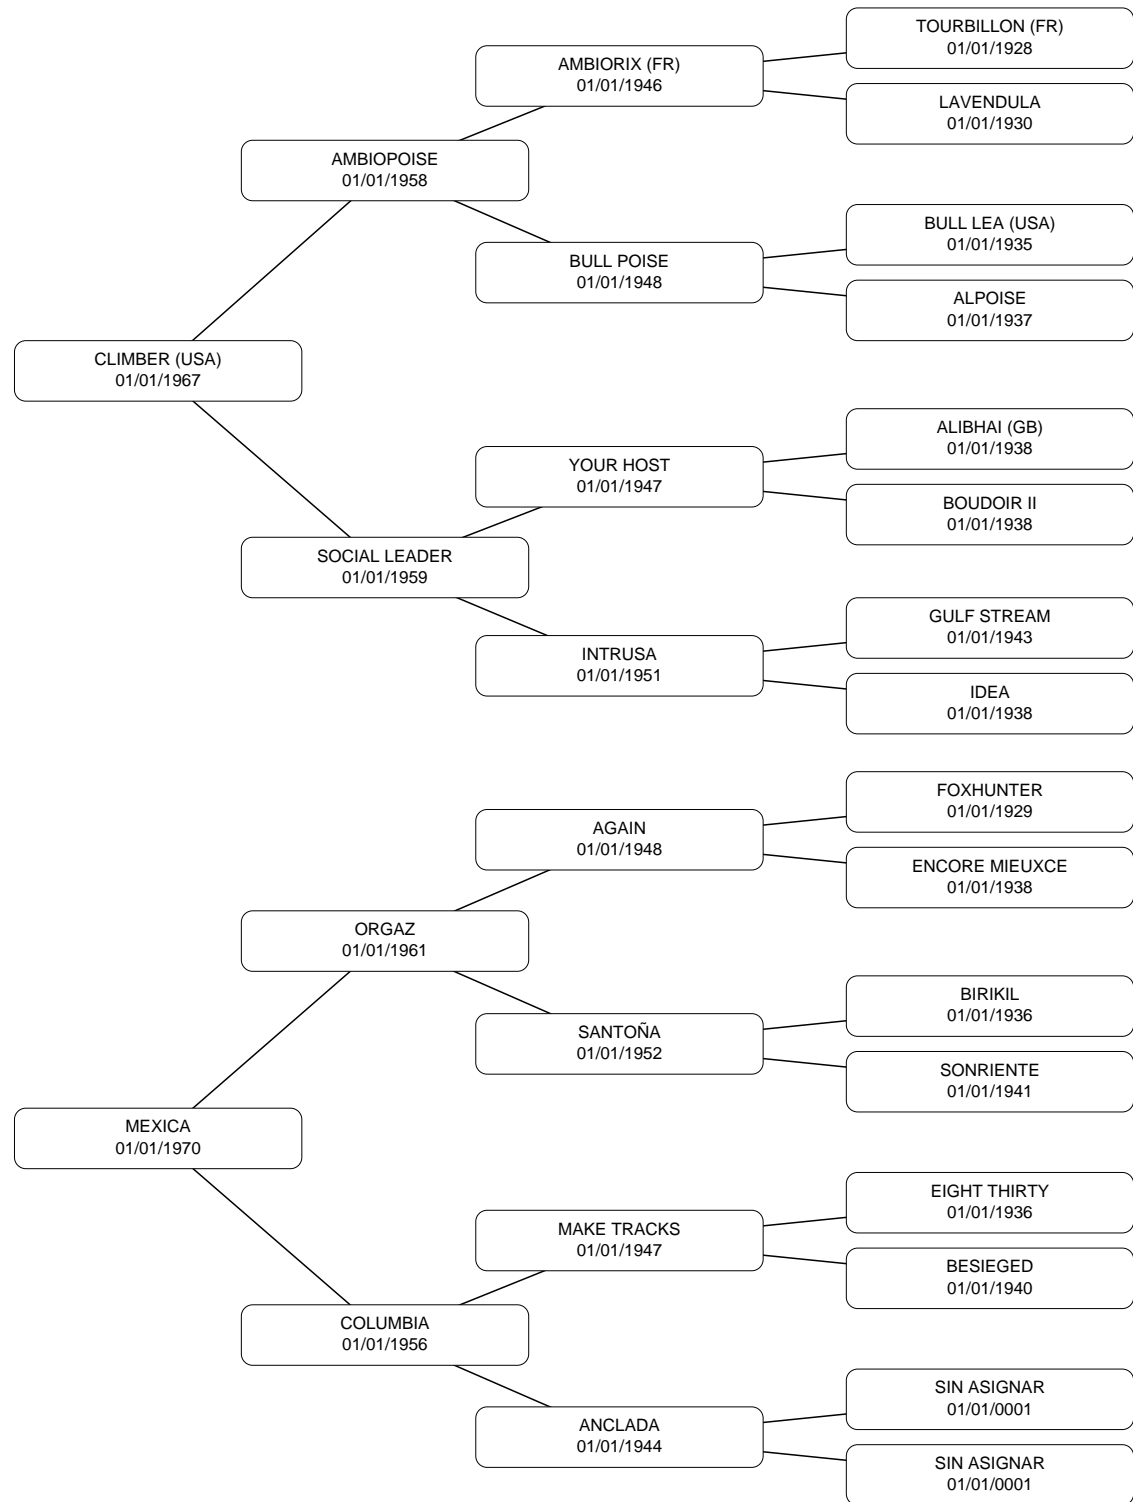 TOURBILLON (FR)
01/01/1928
AMBIORIX (FR)
01/01/1946
LAVENDULA
01/01/1930
AMBIOPOISE
01/01/1958
BULL LEA (USA)
01/01/1935
BULL POISE
01/01/1948
ALPOISE
01/01/1937
CLIMBER (USA)
01/01/1967
ALIBHAI (GB)
01/01/1938
YOUR HOST
01/01/1947
BOUDOIR II
01/01/1938
SOCIAL LEADER
01/01/1959
GULF STREAM
01/01/1943
INTRUSA
01/01/1951
IDEA
01/01/1938
FOXHUNTER
01/01/1929
AGAIN
01/01/1948
ENCORE MIEUXCE
01/01/1938
ORGAZ
01/01/1961
BIRIKIL
01/01/1936
SANTOÑA
01/01/1952
SONRIENTE
01/01/1941
MEXICA
01/01/1970
EIGHT THIRTY
01/01/1936
MAKE TRACKS
01/01/1947
BESIEGED
01/01/1940
COLUMBIA
01/01/1956
SIN ASIGNAR
01/01/0001
ANCLADA
01/01/1944
SIN ASIGNAR
01/01/0001